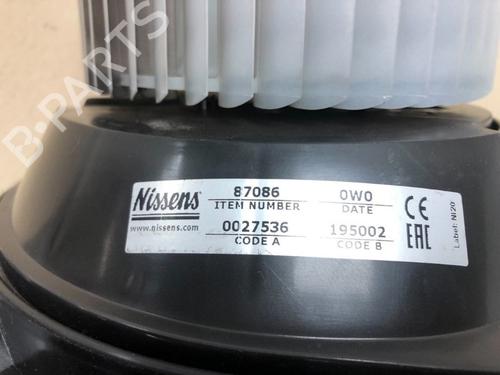 B-PARTS
Nissens
www.nissens.com
87086
ITEM NUMBER
0W0
DATE
0027536
CODE A
195002
CODE B
CE
EAC
Label: NI20